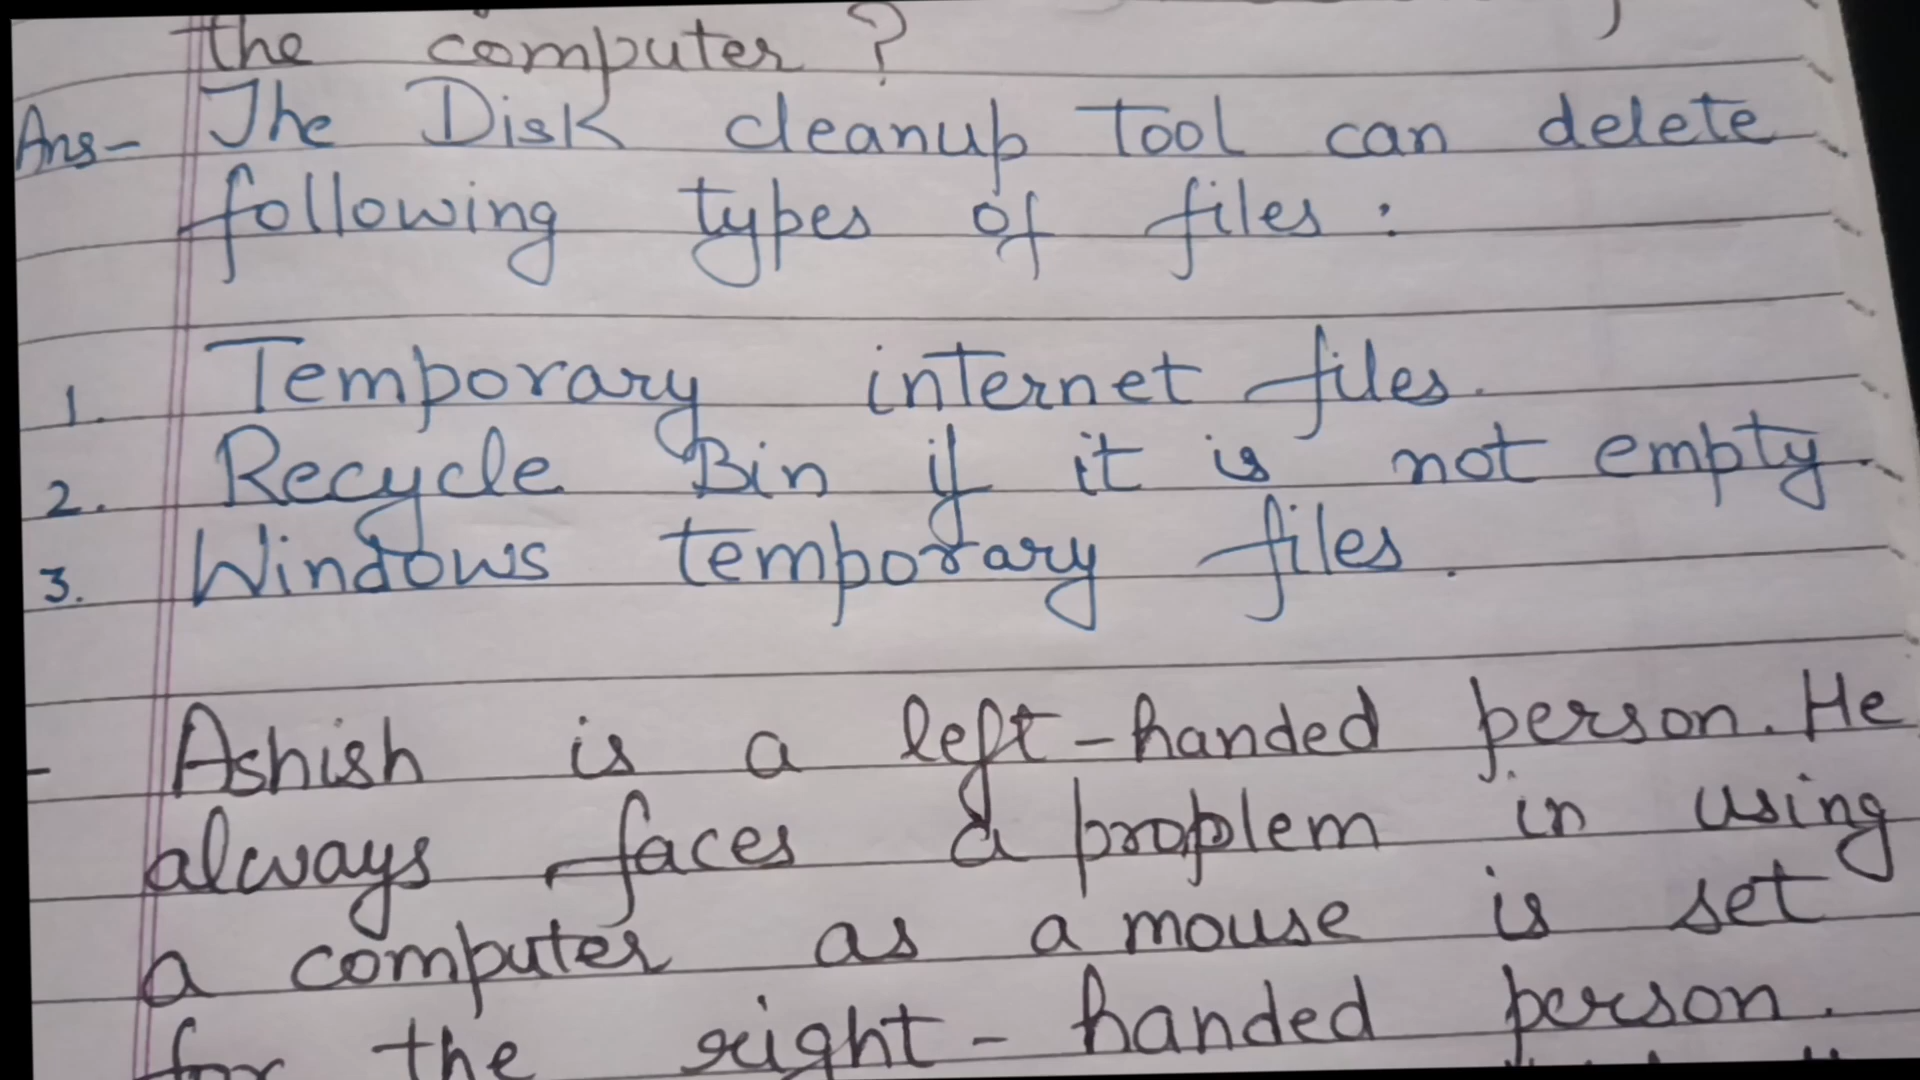 the computer ?
Ans- The Disk cleanup Tool can delete
following types of files :
1. Temporary internet files.
2. Recycle Bin if it is not empty.
3. Windows temporary files.
- Ashish is a left-handed person. He
always faces a problem in using
a computer as a mouse is set
for the right-handed person.